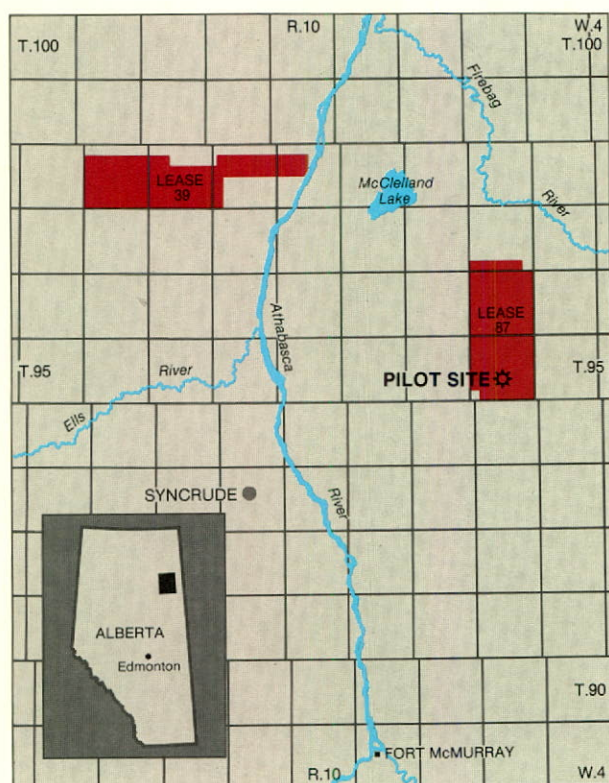 R.10
W.4
T.100
T.100
Firebag
River
LEASE
39
McClelland
Lake
LEASE
87
Athabasca
River
T.95
River
Ells
PILOT SITE
T.95
SYNCRUDE
ALBERTA
Edmonton
T.90
FORT McMURRAY
R.10
W.4